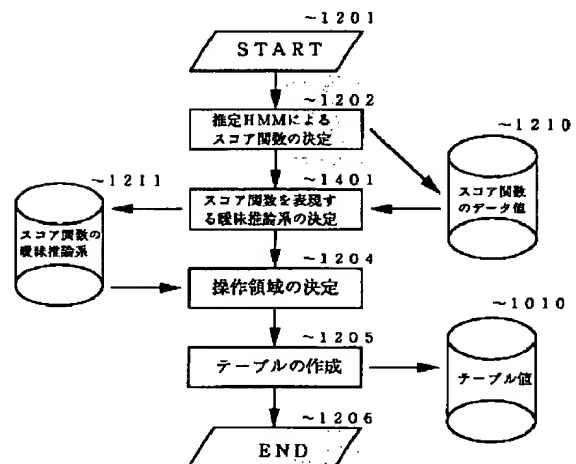 ~1201
START
~1202
推定HMMによる
スコア関数の決定
~1210
スコア関数
のデータ値
~1211
スコア関数の
曖昧推論系
~1401
スコア関数を表現す
る曖昧推論系の決定
~1204
操作領域の決定
~1010
テーブル値
~1205
テーブルの作成
~1206
END